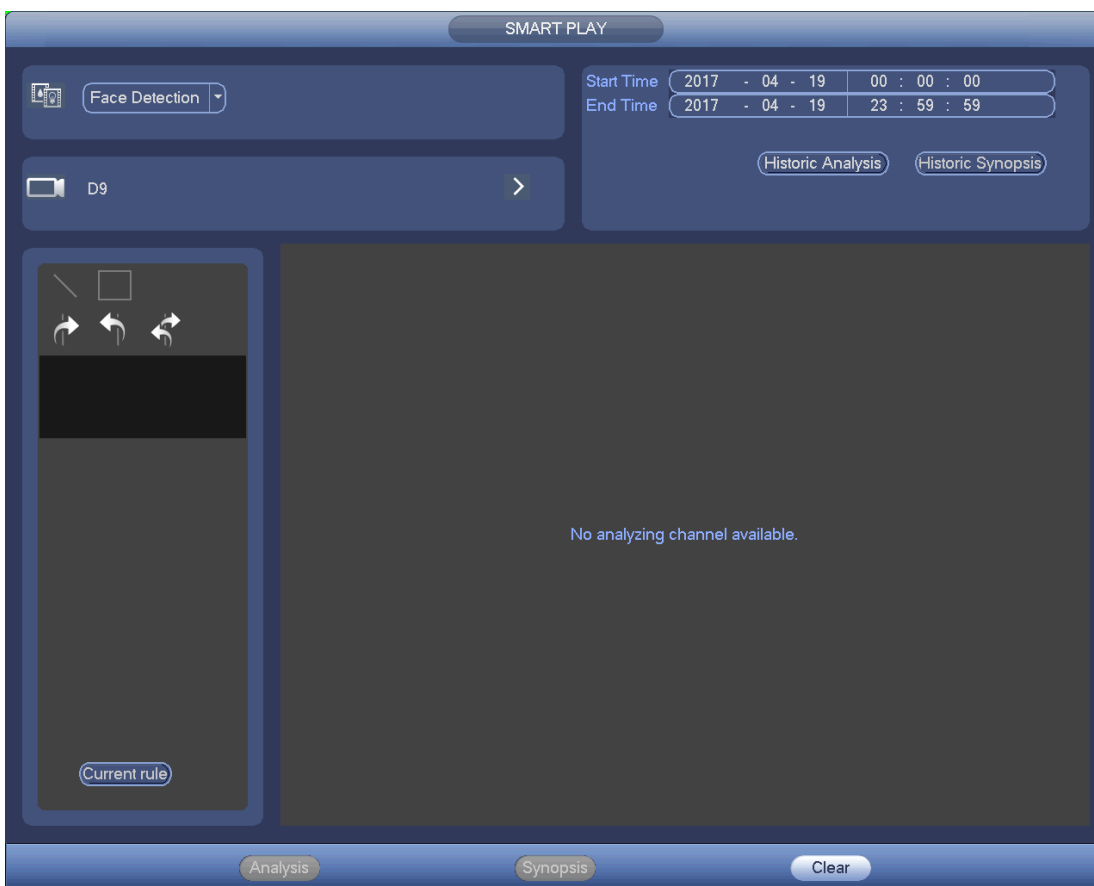 SMART PLAY
Face Detection
Start Time 2017 - 04 - 19 00 : 00 : 00
End Time 2017 - 04 - 19 23 : 59 : 59
Historic Analysis Historic Synopsis
D9
No analyzing channel available.
Current rule
Analysis Synopsis Clear